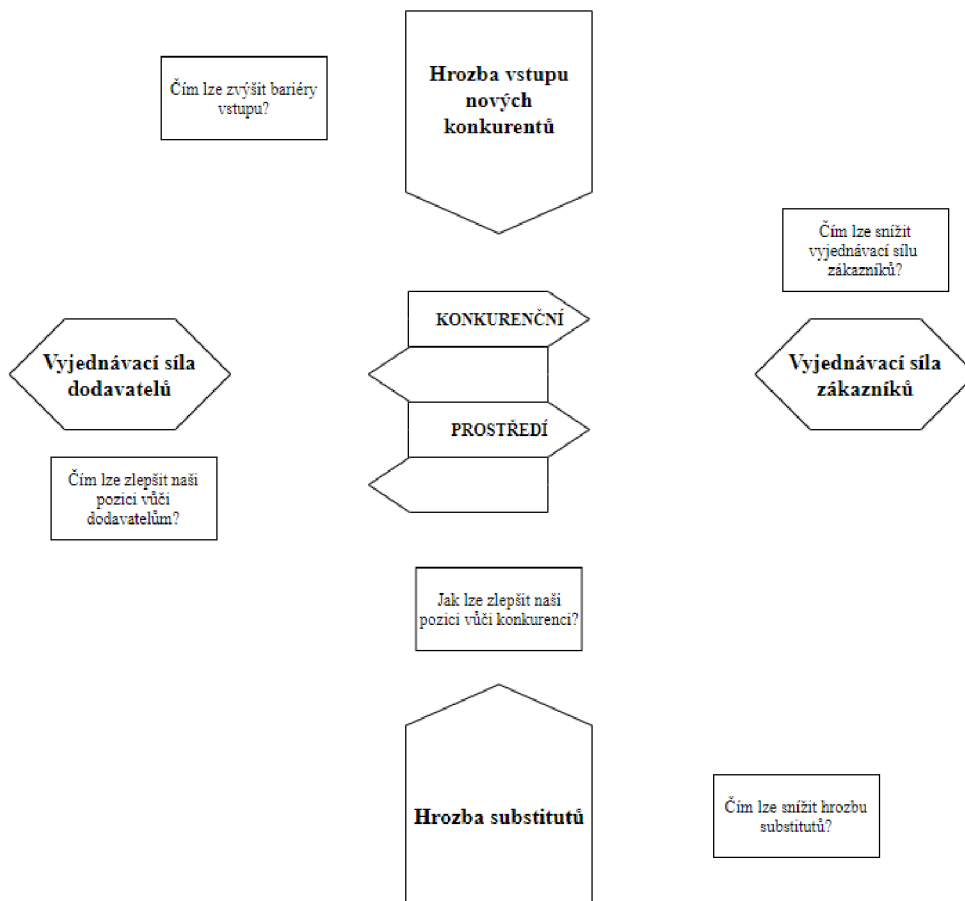 Čím lze zvýšit bariéry
vstupu?
Hrozba vstupu
nových
konkurentů
Čím lze snížit
vyjednávací sílu
zákazníků?
Vyjednávací síla
dodavatelů
KONKURENČNÍ
PROSTŘEDÍ
Vyjednávací síla
zákazníků
Čím lze zlepšit naši
pozici vůči
dodavatelům?
Jak lze zlepšit naši
pozici vůči konkurenci?
Hrozba substitutů
Čím lze snížit hrozbu
substitutů?